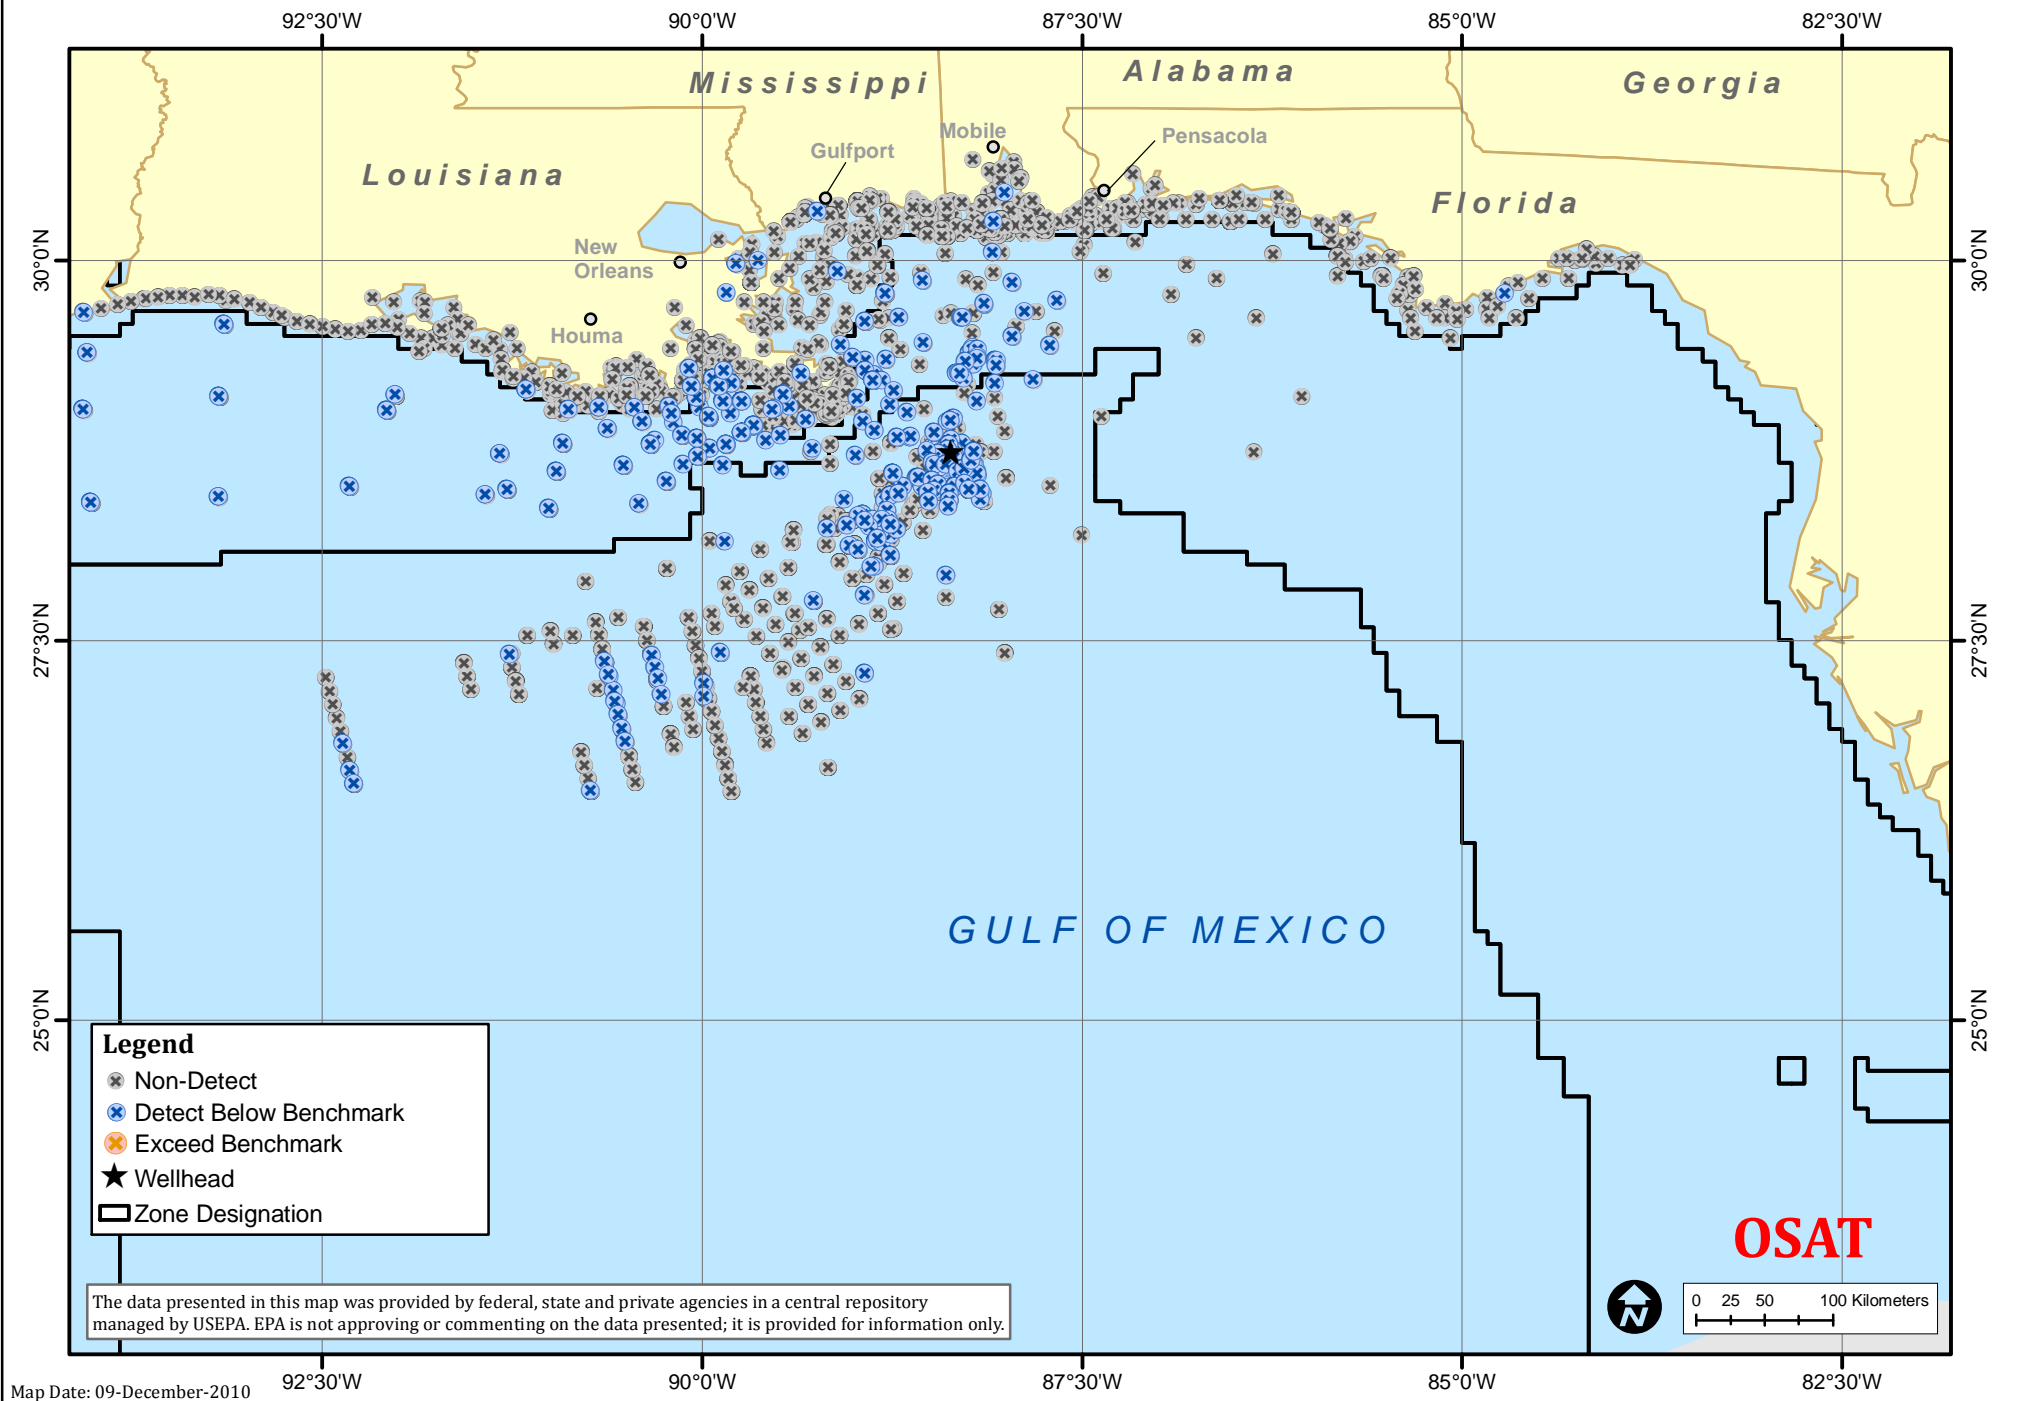 92°30'W
90°0'W
87°30'W
85°0'W
82°30'W
Mississippi
Alabama
Georgia
Mobile
Pensacola
Gulfport
Louisiana
Florida
New
Orleans
30°0'N
30°0'N
Houma
27°30'N
27°30'N
GULF OF MEXICO
25°0'N
25°0'N
Legend
Non-Detect
Detect Below Benchmark
Exceed Benchmark
Wellhead
Zone Designation
OSAT
The data presented in this map was provided by federal, state and private agencies in a central repository
managed by USEPA. EPA is not approving or commenting on the data presented; it is provided for information only.
N
0 25 50 100 Kilometers
92°30'W
90°0'W
87°30'W
85°0'W
82°30'W
Map Date: 09-December-2010